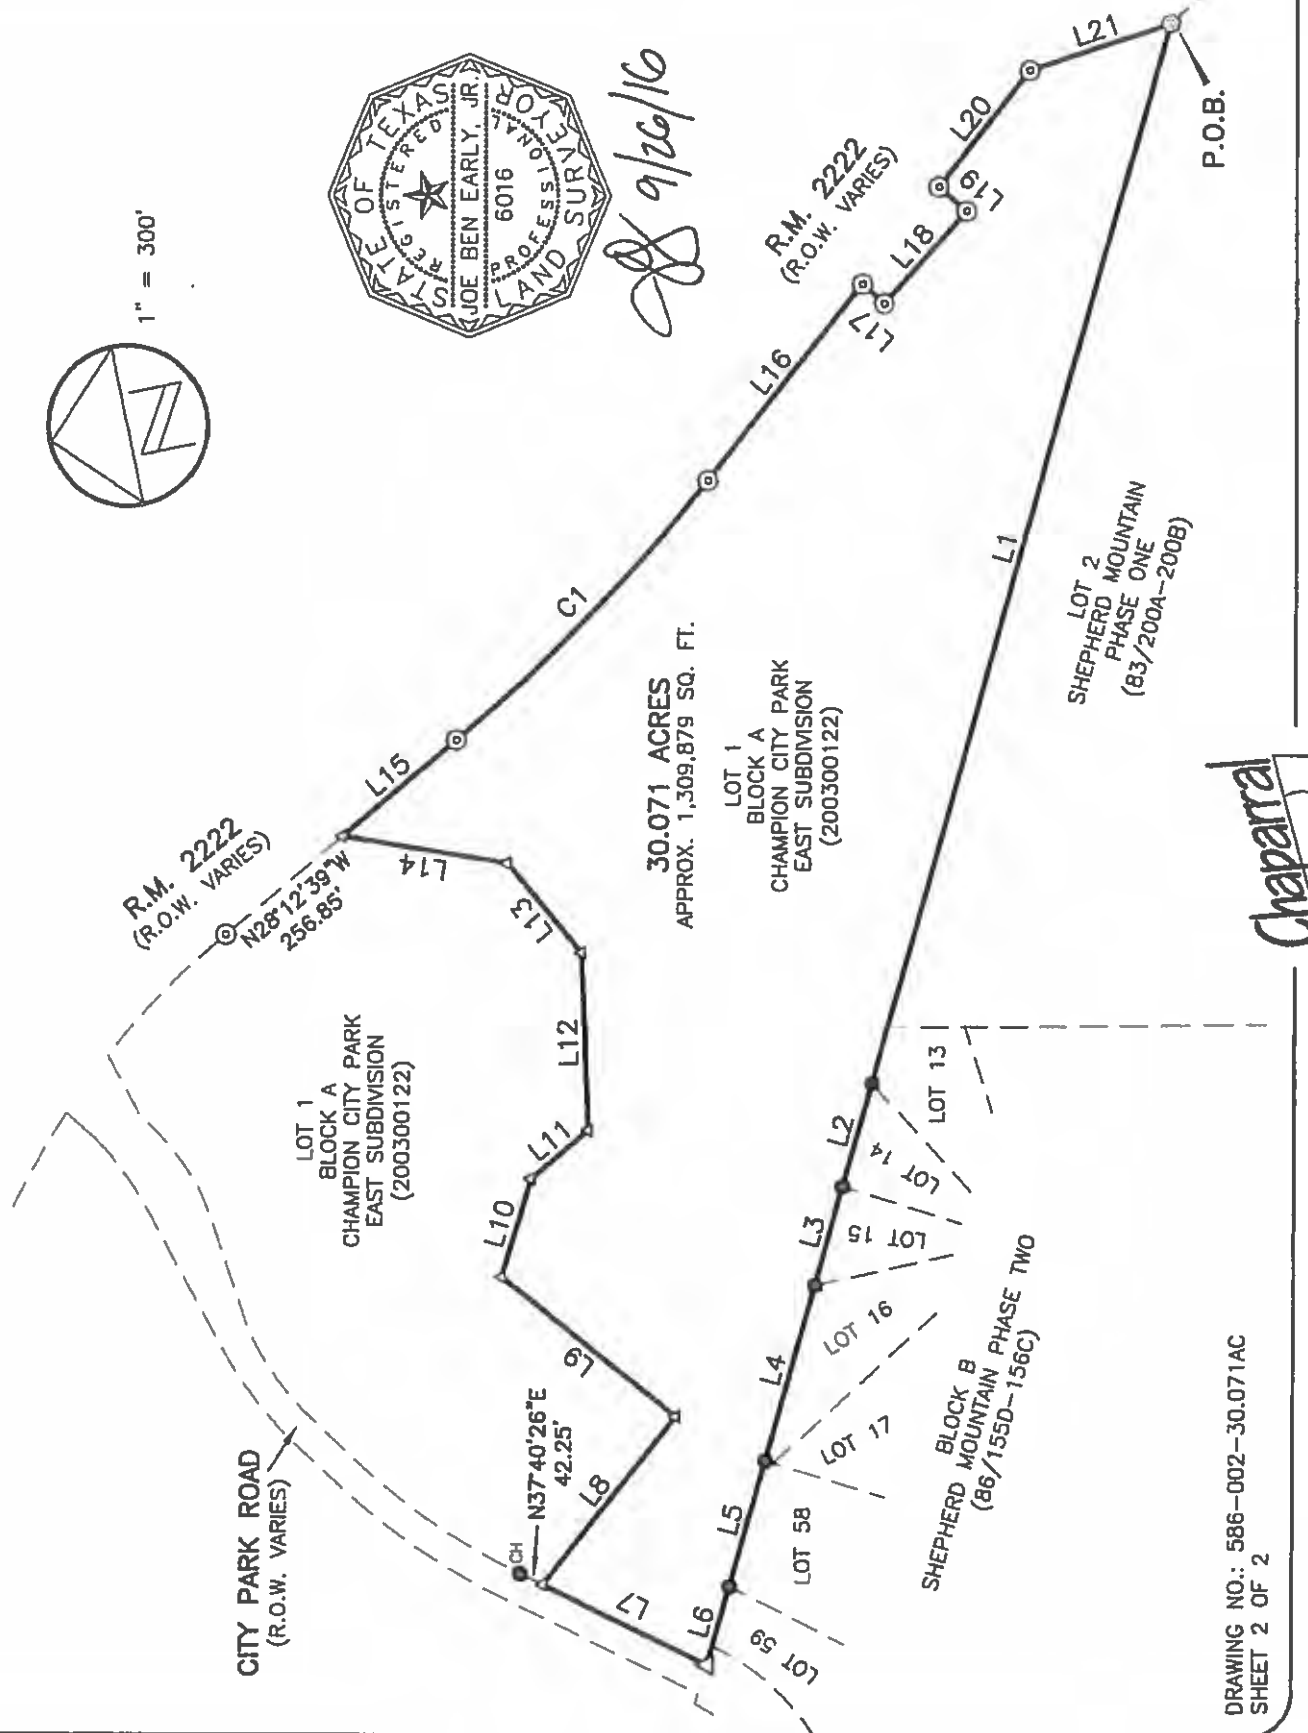 1" = 300'
STATE OF TEXAS
REGISTERED
JOE BEN EARLY, JR.
6016
PROFESSIONAL
LAND SURVEYOR
9/26/16
R.M. 2222
(R.O.W. VARIES)
N28°12'39"W
256.85'
R.M. 2222
(R.O.W. VARIES)
CITY PARK ROAD
(R.O.W. VARIES)
LOT 1
BLOCK A
CHAMPION CITY PARK
EAST SUBDIVISION
(200300122)
CH
N37°40'26"E
42.25'
L7
L8
L9
L10
L11
L12
L13
L14
L15
C1
L16
L17
L18
L19
L20
L21
P.O.B.
30.071 ACRES
APPROX. 1,309,879 SQ. FT.
LOT 1
BLOCK A
CHAMPION CITY PARK
EAST SUBDIVISION
(200300122)
L6
L5
L4
L3
L2
L1
LOT 59
LOT 58
LOT 17
LOT 16
LOT 15
LOT 14
LOT 13
BLOCK B
SHEPHERD MOUNTAIN PHASE TWO
(86/155D-156C)
LOT 2
SHEPHERD MOUNTAIN
PHASE ONE
(83/200A-200B)
DRAWING NO.: 586-002-30.071AC
SHEET 2 OF 2
Chaparral